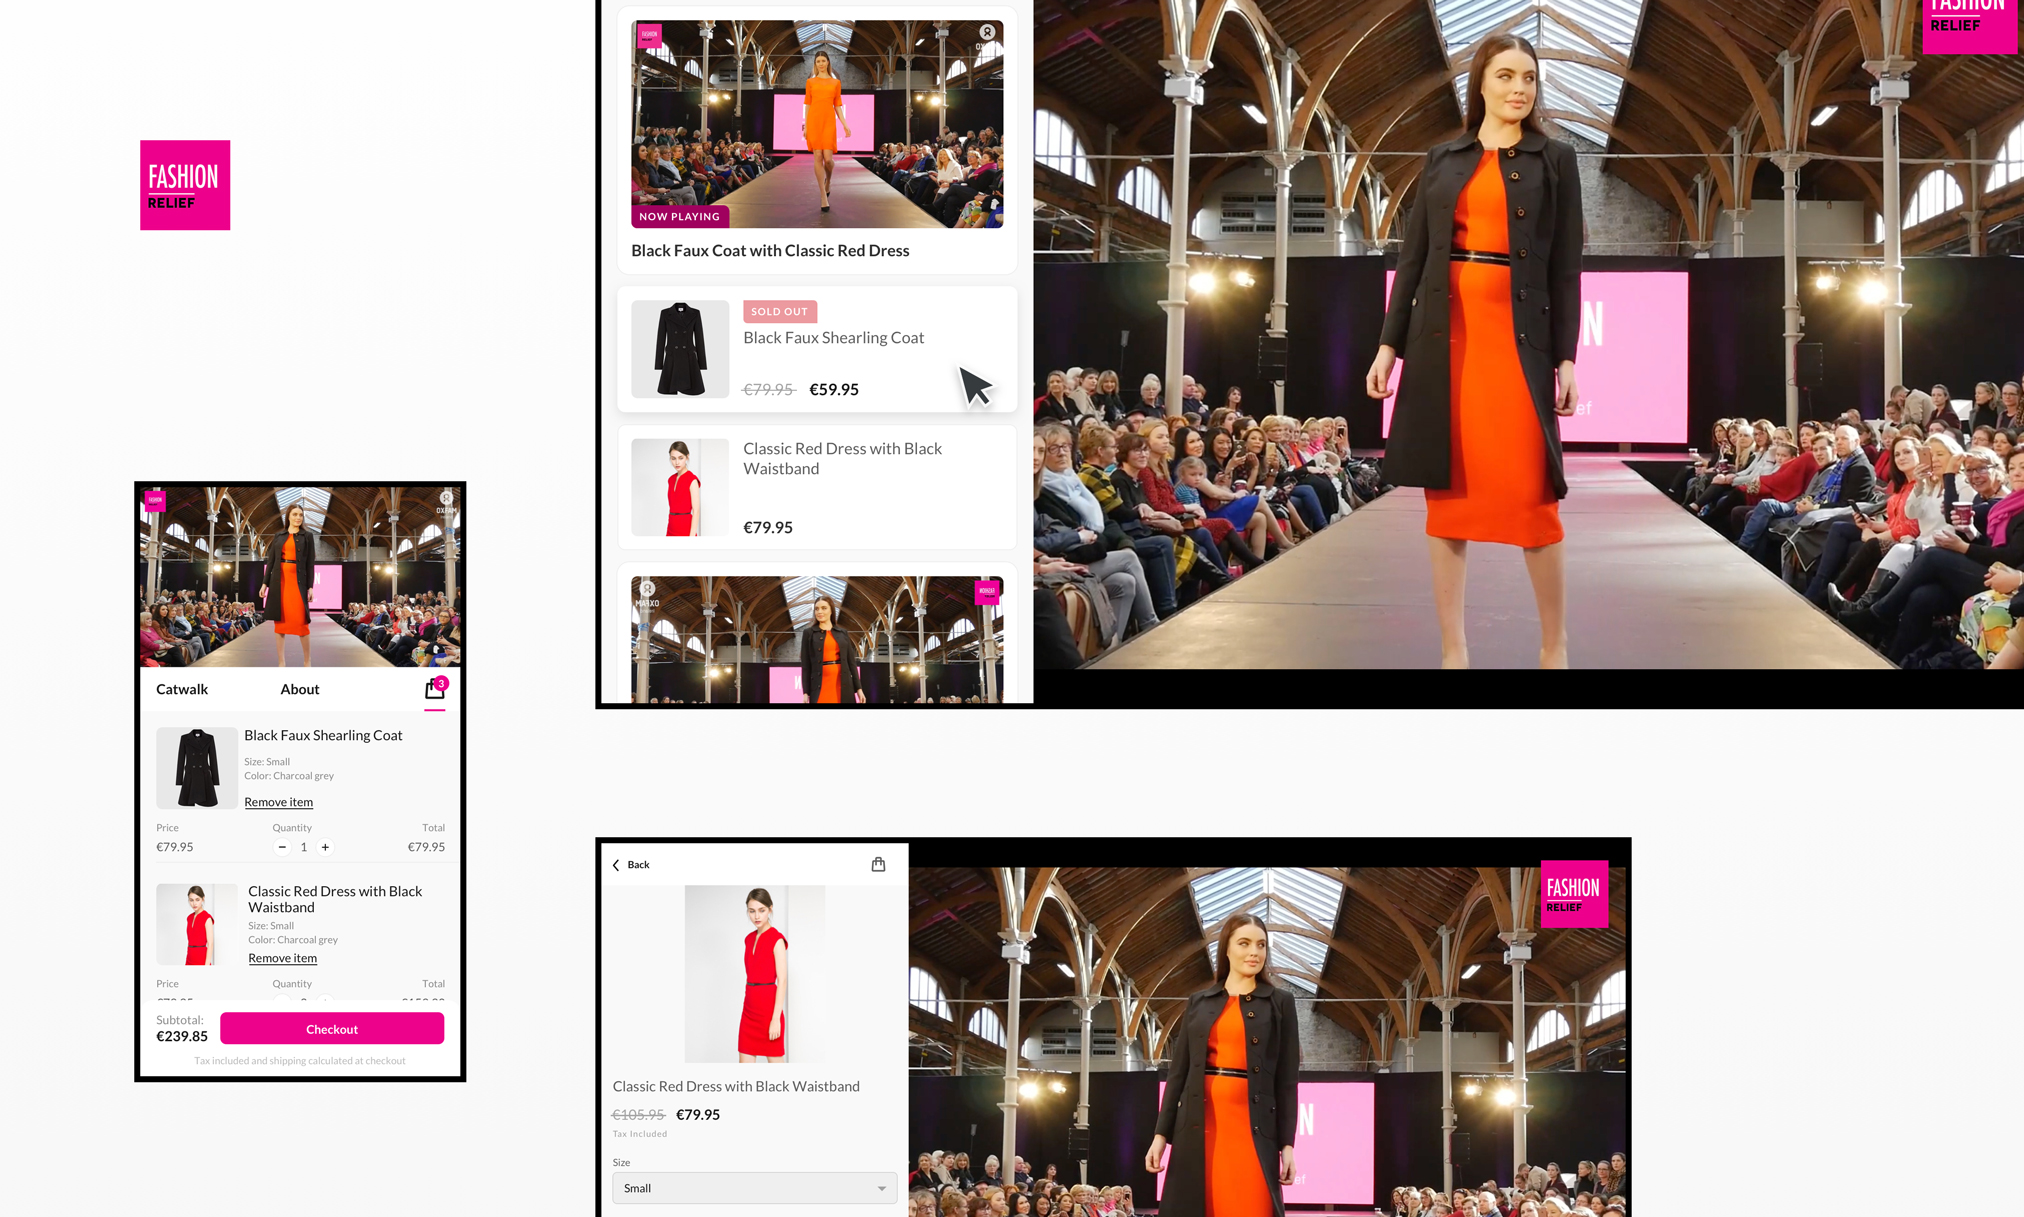 FASHION
RELIEF
OXFAM
Catwalk
About
3
Black Faux Shearling Coat
Size: Small
Color: Charcoal grey
Remove item
Price
Quantity
Total
€79.95
1
€79.95
Classic Red Dress with Black
Waistband
Size: Small
Color: Charcoal grey
Remove item
Price
Quantity
Total
Subtotal:
€239.85
Checkout
Tax included and shipping calculated at checkout
FASHION
RELIEF
NOW PLAYING
Black Faux Coat with Classic Red Dress
SOLD OUT
Black Faux Shearling Coat
€79.95 €59.95
Classic Red Dress with Black
Waistband
€79.95
FASHION
RELIEF
N
ef
Back
Classic Red Dress with Black Waistband
€105.95 €79.95
Tax Included
Size
Small
FASHION
RELIEF
N
ef